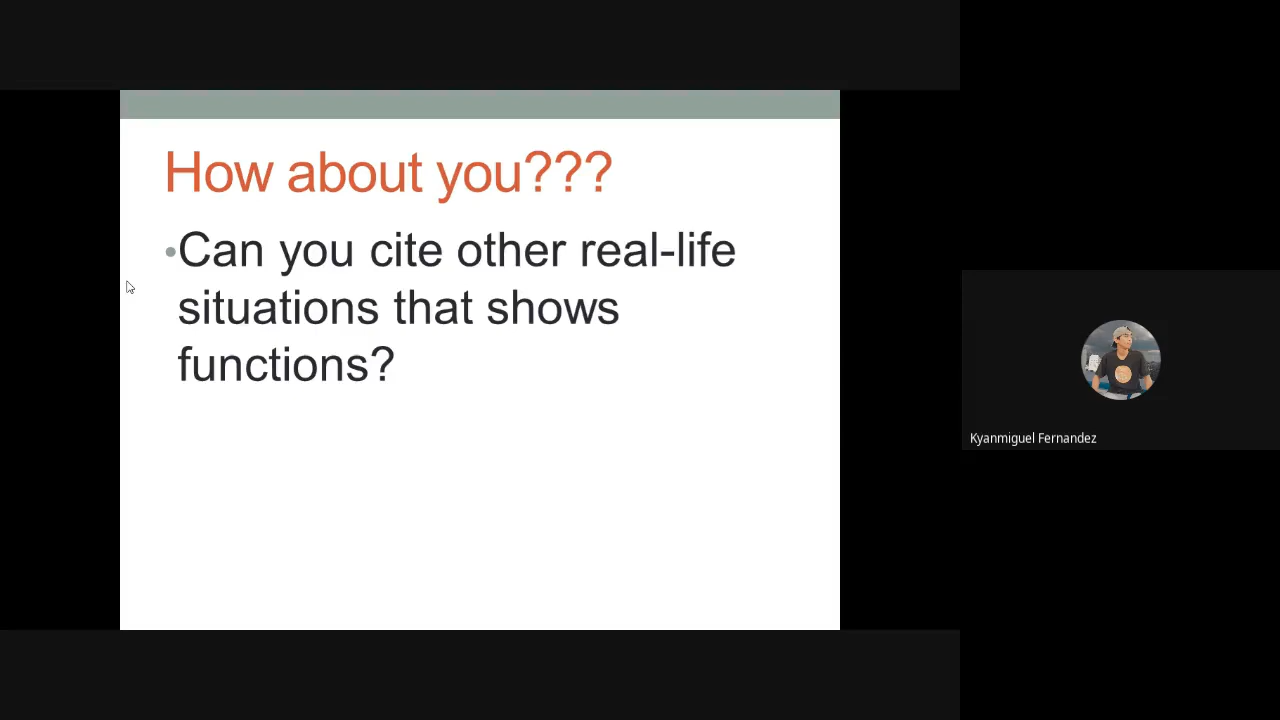 How about you???
•Can you cite other real-life
situations that shows
functions?
Kyanmiguel Fernandez